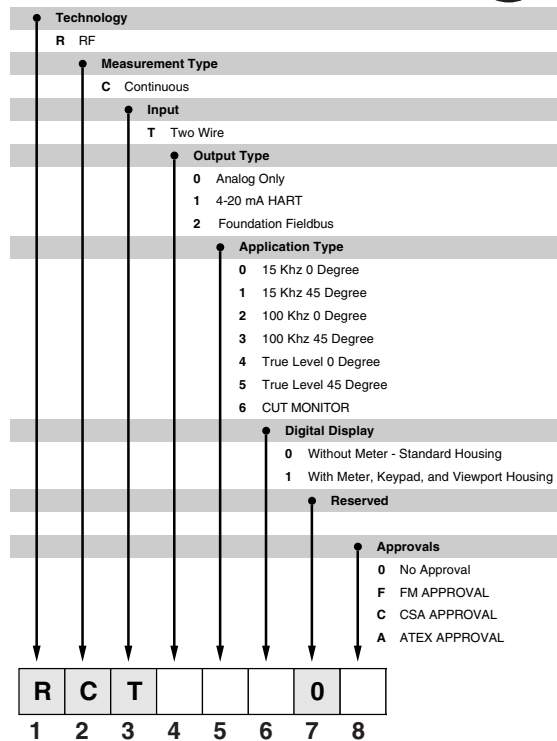 Technology
R RF
Measurement Type
C Continuous
Input
T Two Wire
Output Type
0 Analog Only
1 4-20 mA HART
2 Foundation Fieldbus
Application Type
0 15 Khz 0 Degree
1 15 Khz 45 Degree
2 100 Khz 0 Degree
3 100 Khz 45 Degree
4 True Level 0 Degree
5 True Level 45 Degree
6 CUT MONITOR
Digital Display
0 Without Meter - Standard Housing
1 With Meter, Keypad, and Viewport Housing
Reserved
Approvals
0 No Approval
F FM APPROVAL
C CSA APPROVAL
A ATEX APPROVAL
R C T 0
1 2 3 4 5 6 7 8